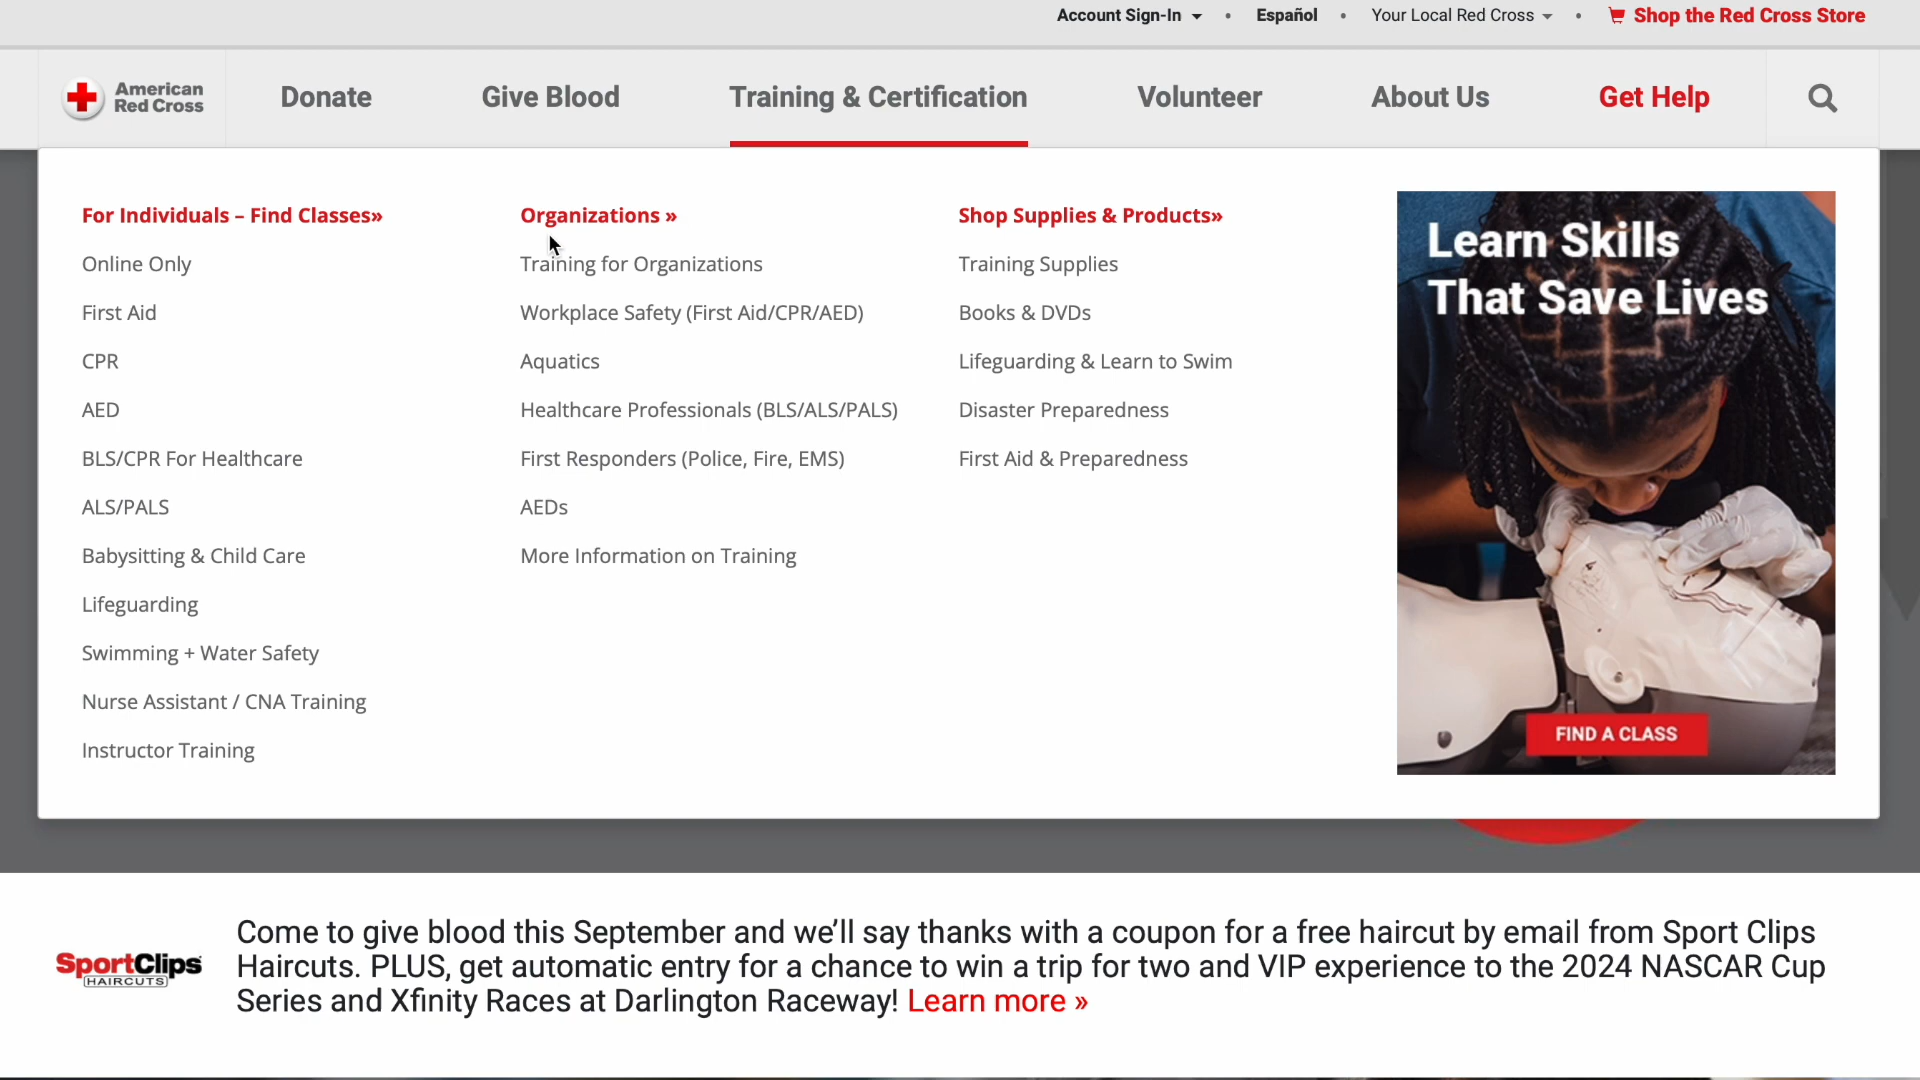 Account Sign-In • Español • Your Local Red Cross • Shop the Red Cross Store
American
Red Cross
Donate
Give Blood
Training & Certification
Volunteer
About Us
Get Help
For Individuals – Find Classes»
Online Only
First Aid
CPR
AED
BLS/CPR For Healthcare
ALS/PALS
Babysitting & Child Care
Lifeguarding
Swimming + Water Safety
Nurse Assistant / CNA Training
Instructor Training
Organizations »
Training for Organizations
Workplace Safety (First Aid/CPR/AED)
Aquatics
Healthcare Professionals (BLS/ALS/PALS)
First Responders (Police, Fire, EMS)
AEDs
More Information on Training
Shop Supplies & Products»
Training Supplies
Books & DVDs
Lifeguarding & Learn to Swim
Disaster Preparedness
First Aid & Preparedness
Learn Skills
That Save Lives
FIND A CLASS
SportClips
HAIRCUTS
Come to give blood this September and we’ll say thanks with a coupon for a free haircut by email from Sport Clips
Haircuts. PLUS, get automatic entry for a chance to win a trip for two and VIP experience to the 2024 NASCAR Cup
Series and Xfinity Races at Darlington Raceway! Learn more »